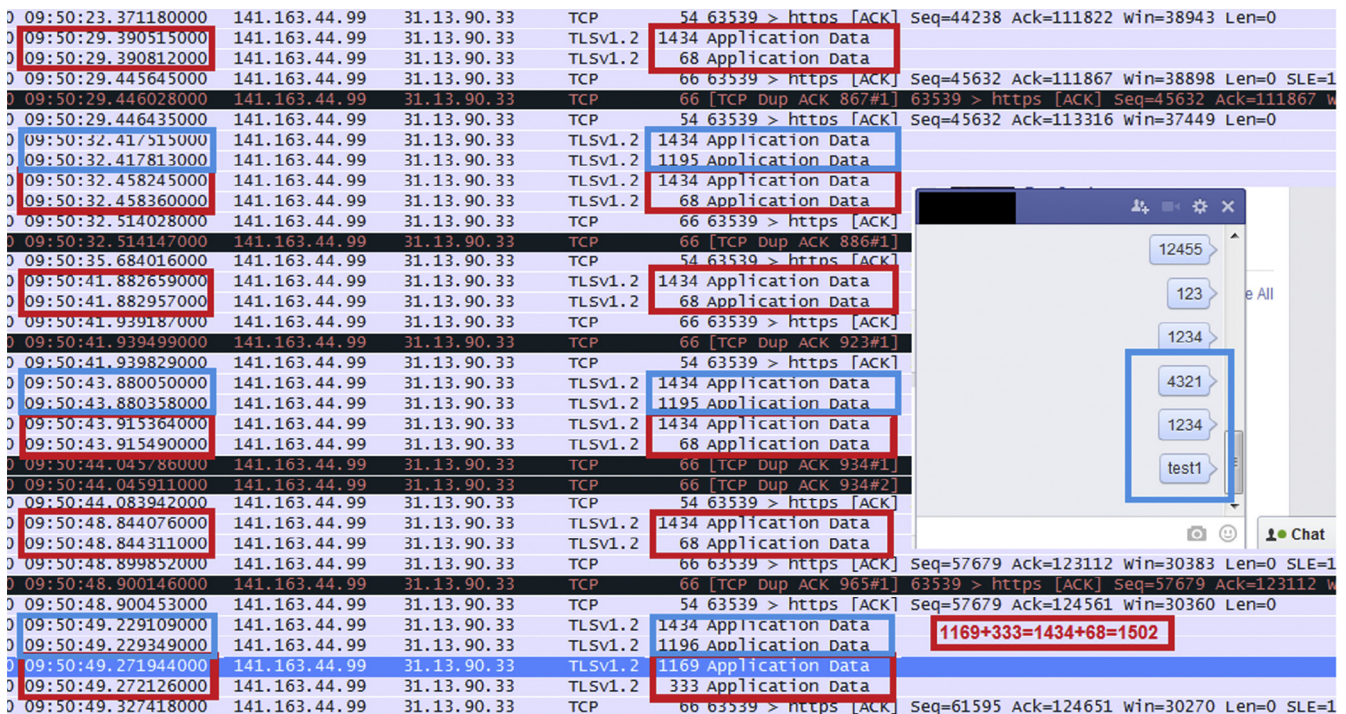 09:50:23.371180000 141.163.44.99 31.13.90.33 TCP 54 63539 > https [ACK] Seq=44238 Ack=111822 Win=38943 Len=0
09:50:29.390515000 141.163.44.99 31.13.90.33 TLSv1.2 1434 Application Data
09:50:29.390812000 141.163.44.99 31.13.90.33 TLSv1.2 68 Application Data
09:50:29.445645000 141.163.44.99 31.13.90.33 TCP 66 63539 > https [ACK] Seq=45632 Ack=111867 Win=38898 Len=0 SLE=1
09:50:29.446028000 141.163.44.99 31.13.90.33 TCP 66 [TCP Dup ACK 867#1] 63539 > https [ACK] Seq=45632 Ack=111867 W
09:50:29.446435000 141.163.44.99 31.13.90.33 TCP 54 63539 > https [ACK] Seq=45632 Ack=113316 Win=37449 Len=0
09:50:32.417515000 141.163.44.99 31.13.90.33 TLSv1.2 1434 Application Data
09:50:32.417813000 141.163.44.99 31.13.90.33 TLSv1.2 1195 Application Data
09:50:32.458245000 141.163.44.99 31.13.90.33 TLSv1.2 1434 Application Data
09:50:32.458360000 141.163.44.99 31.13.90.33 TLSv1.2 68 Application Data
09:50:32.514028000 141.163.44.99 31.13.90.33 TCP 66 63539 > https [ACK]
09:50:32.514147000 141.163.44.99 31.13.90.33 TCP 66 [TCP Dup ACK 886#1]
09:50:35.684016000 141.163.44.99 31.13.90.33 TCP 54 63539 > https [ACK]
09:50:41.882659000 141.163.44.99 31.13.90.33 TLSv1.2 1434 Application Data
09:50:41.882957000 141.163.44.99 31.13.90.33 TLSv1.2 68 Application Data
09:50:41.939187000 141.163.44.99 31.13.90.33 TCP 66 63539 > https [ACK]
09:50:41.939499000 141.163.44.99 31.13.90.33 TCP 66 [TCP Dup ACK 923#1]
09:50:41.939829000 141.163.44.99 31.13.90.33 TCP 54 63539 > https [ACK]
09:50:43.880050000 141.163.44.99 31.13.90.33 TLSv1.2 1434 Application Data
09:50:43.880358000 141.163.44.99 31.13.90.33 TLSv1.2 1195 Application Data
09:50:43.915364000 141.163.44.99 31.13.90.33 TLSv1.2 1434 Application Data
09:50:43.915490000 141.163.44.99 31.13.90.33 TLSv1.2 68 Application Data
09:50:44.045786000 141.163.44.99 31.13.90.33 TCP 66 [TCP Dup ACK 934#1]
09:50:44.045911000 141.163.44.99 31.13.90.33 TCP 66 [TCP Dup ACK 934#2]
09:50:44.083942000 141.163.44.99 31.13.90.33 TCP 54 63539 > https [ACK]
09:50:48.844076000 141.163.44.99 31.13.90.33 TLSv1.2 1434 Application Data
09:50:48.844311000 141.163.44.99 31.13.90.33 TLSv1.2 68 Application Data
09:50:48.899852000 141.163.44.99 31.13.90.33 TCP 66 63539 > https [ACK] Seq=57679 Ack=123112 Win=30383 Len=0 SLE=1
09:50:48.900146000 141.163.44.99 31.13.90.33 TCP 66 [TCP Dup ACK 965#1] 63539 > https [ACK] Seq=57679 Ack=123112 W
09:50:48.900453000 141.163.44.99 31.13.90.33 TCP 54 63539 > https [ACK] Seq=57679 Ack=124561 Win=30360 Len=0
09:50:49.229109000 141.163.44.99 31.13.90.33 TLSv1.2 1434 Application Data
09:50:49.229349000 141.163.44.99 31.13.90.33 TLSv1.2 1196 Application Data
09:50:49.271944000 141.163.44.99 31.13.90.33 TLSv1.2 1169 Application Data
09:50:49.272126000 141.163.44.99 31.13.90.33 TLSv1.2 333 Application Data
09:50:49.327418000 141.163.44.99 31.13.90.33 TCP 66 63539 > https [ACK] Seq=61595 Ack=124651 Win=30270 Len=0 SLE=1
12455
123
e All
1234
4321
1234
test1
Chat
1169+333=1434+68=1502